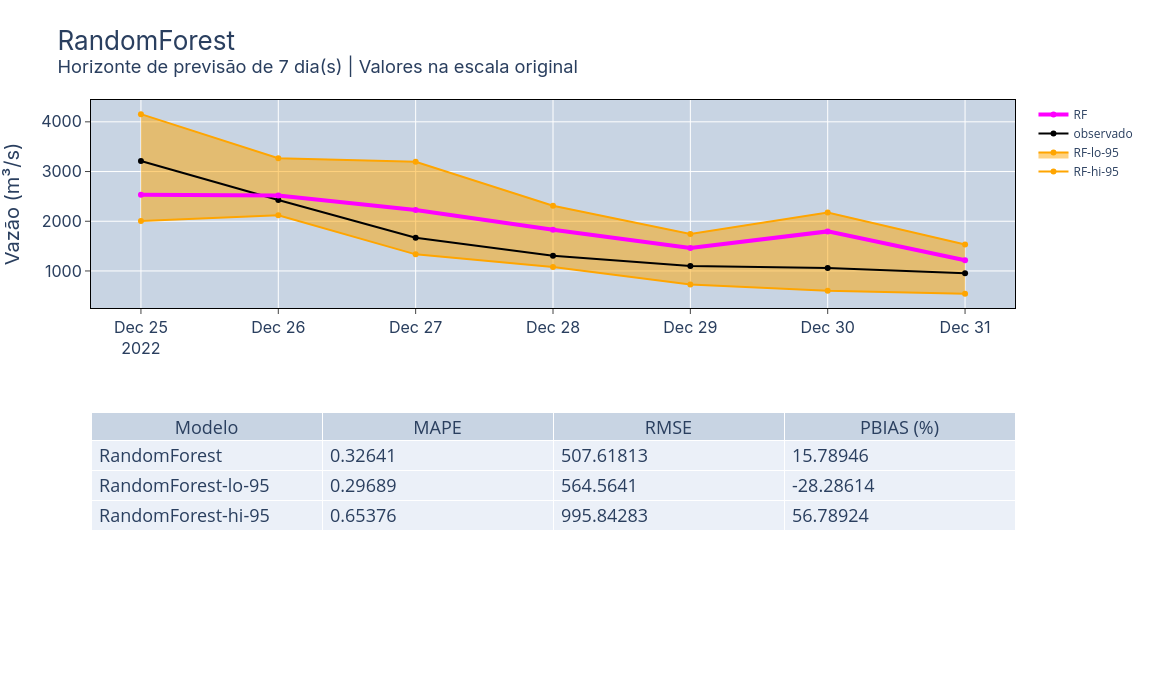 RandomForest
Horizonte de previsão de 7 dia(s) | Valores na escala original
Vazão (m³/s)
4000
3000
2000
1000
Dec 25
2022
Dec 26
Dec 27
Dec 28
Dec 29
Dec 30
Dec 31
RF
observado
RF-lo-95
RF-hi-95
Modelo MAPE RMSE PBIAS (%)
RandomForest 0.32641 507.61813 15.78946
RandomForest-lo-95 0.29689 564.5641 -28.28614
RandomForest-hi-95 0.65376 995.84283 56.78924